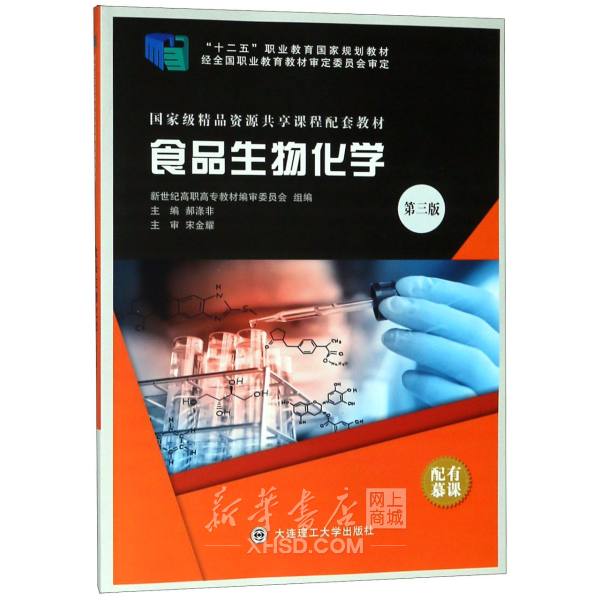 “十二五”职业教育国家规划教材
经全国职业教育教材审定委员会审定
国家级精品资源共享课程配套教材
食品生物化学
新世纪高职高专教材编审委员会 组编
主 编 郝涤非
主 审 宋金耀
第三版
配有
慕课
新华书店
网上
商城
大连理工大学出版社
XHSD.COM